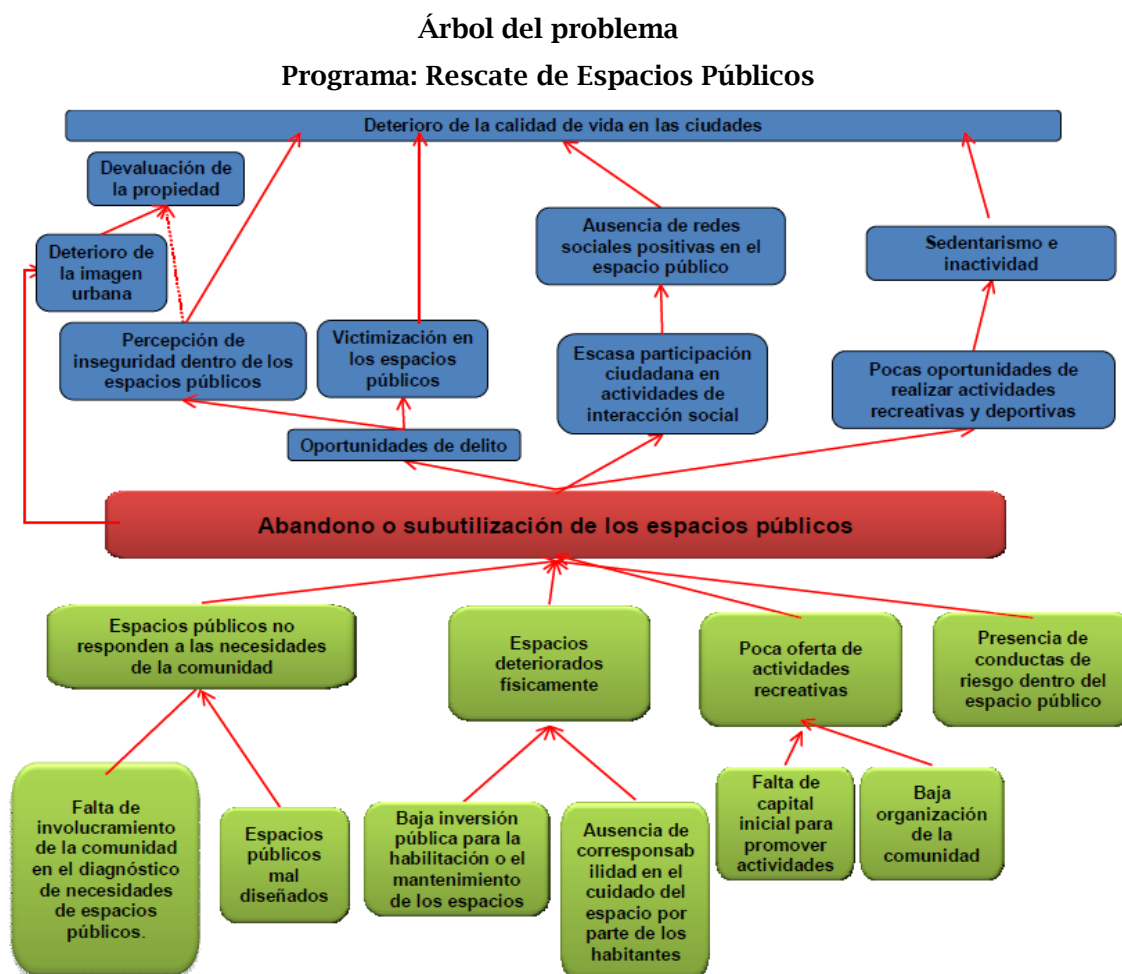 Árbol del problema
Programa: Rescate de Espacios Públicos
Deterioro de la calidad de vida en las ciudades
Devaluación de
la propiedad
Ausencia de redes
sociales positivas en el
espacio público
Sedentarismo e
inactividad
Deterioro de
la imagen
urbana
Percepción de
inseguridad dentro de los
espacios públicos
Victimización en
los espacios
públicos
Escasa participación
ciudadana en
actividades de
interacción social
Pocas oportunidades de
realizar actividades
recreativas y deportivas
Oportunidades de delito
Abandono o subutilización de los espacios públicos
Espacios públicos no
responden a las necesidades
de la comunidad
Espacios
deteriorados
físicamente
Poca oferta de
actividades
recreativas
Presencia de
conductas de
riesgo dentro del
espacio público
Falta de
involucramiento
de la comunidad
en el diagnóstico
de necesidades
de espacios
públicos.
Espacios
públicos
mal
diseñados
Baja inversión
pública para la
habilitación o el
mantenimiento
de los espacios
Ausencia de
corresponsab
ilidad en el
cuidado del
espacio por
parte de los
habitantes
Falta de
capital
inicial para
promover
actividades
Baja
organización
de la
comunidad